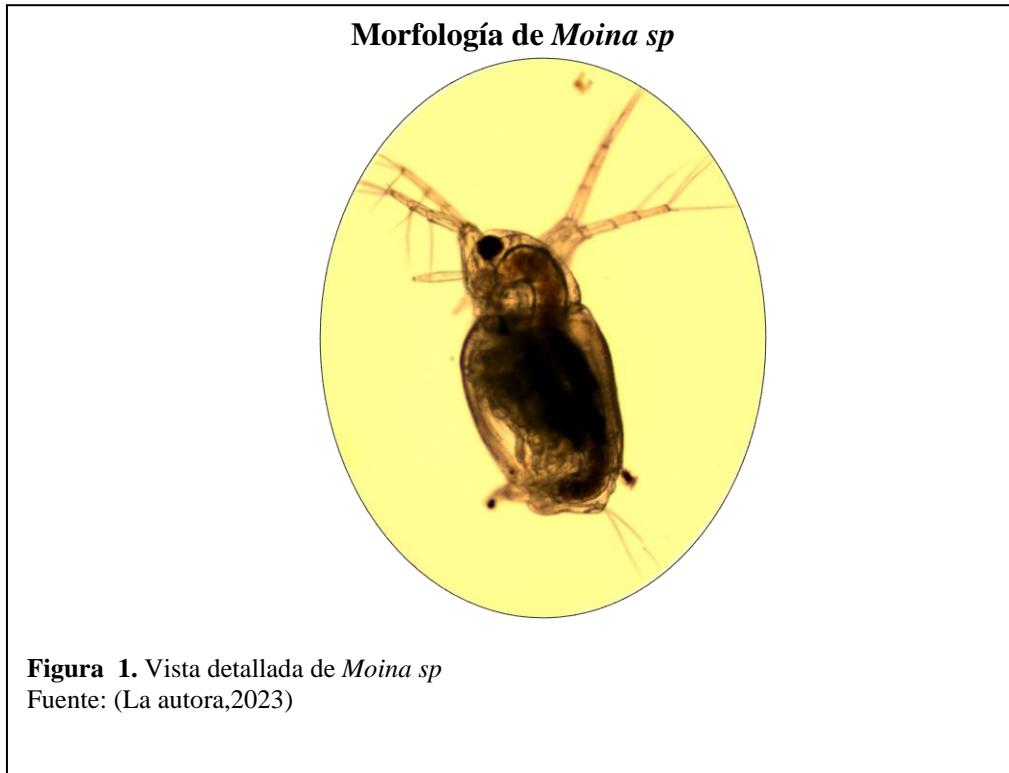 Morfología de Moina sp
Figura 1. Vista detallada de Moina sp
Fuente: (La autora,2023)